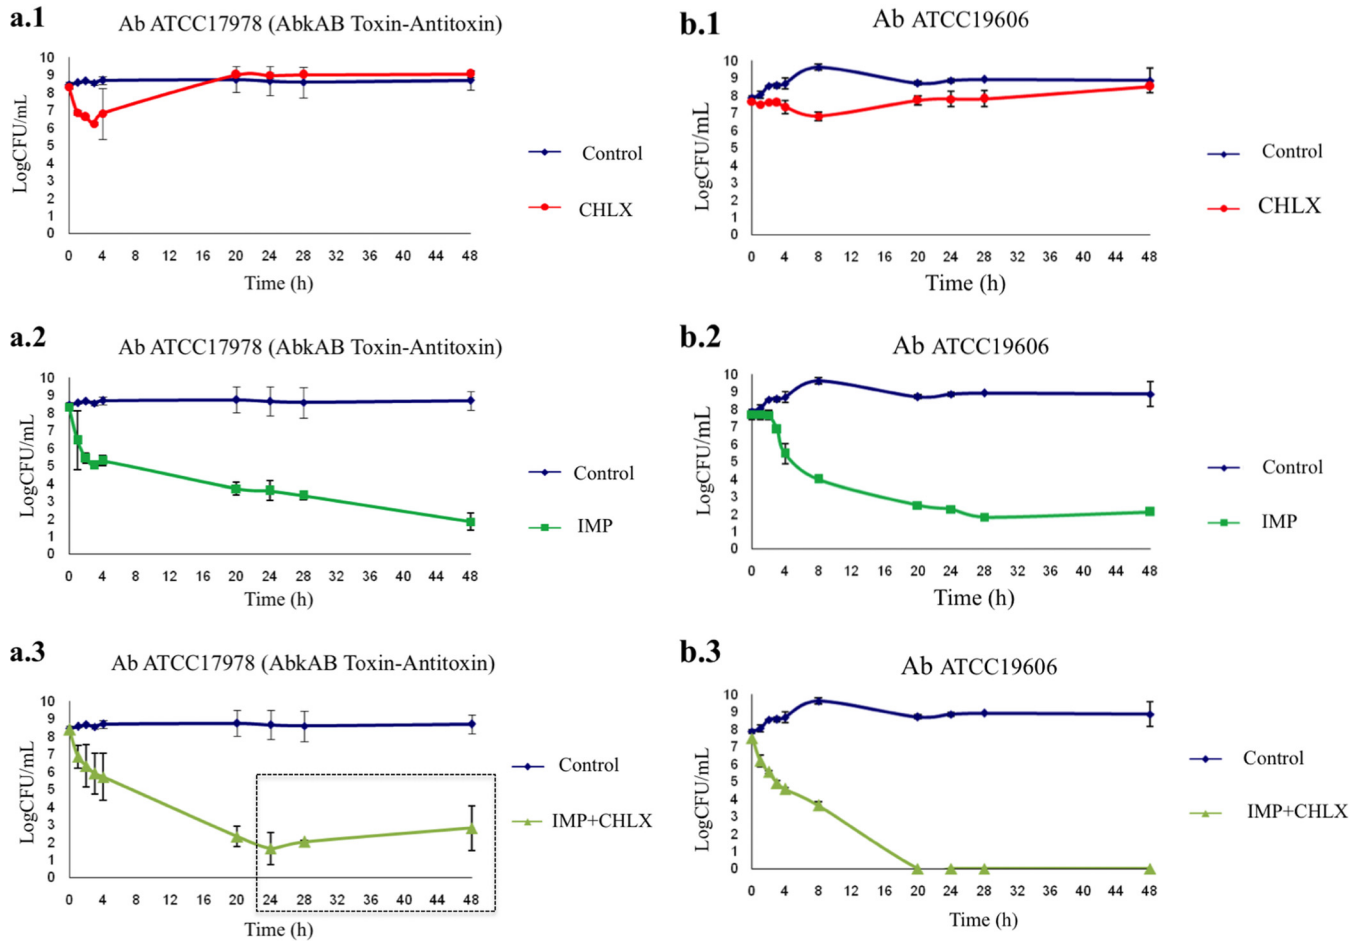 a.1
Ab ATCC17978 (AbkAB Toxin-Antitoxin)
10
9
8
7
6
5
4
3
2
1
0
LogCFU/mL
0 4 8 12 16 20 24 28 32 36 40 44 48
Time (h)
Control
CHLX
b.1
Ab ATCC19606
10
9
8
7
6
5
4
3
2
1
0
LogCFU/mL
0 4 8 12 16 20 24 28 32 36 40 44 48
Time (h)
Control
CHLX
a.2
Ab ATCC17978 (AbkAB Toxin-Antitoxin)
10
9
8
7
6
5
4
3
2
1
0
LogCFU/mL
0 4 8 12 16 20 24 28 32 36 40 44 48
Time (h)
Control
IMP
b.2
Ab ATCC19606
10
9
8
7
6
5
4
3
2
1
0
LogCFU/mL
0 4 8 12 16 20 24 28 32 36 40 44 48
Time (h)
Control
IMP
a.3
Ab ATCC17978 (AbkAB Toxin-Antitoxin)
10
9
8
7
6
5
4
3
2
1
0
LogCFU/mL
0 4 8 12 16 20 24 28 32 36 40 44 48
Time (h)
Control
IMP+CHLX
b.3
Ab ATCC19606
10
9
8
7
6
5
4
3
2
1
0
LogCFU/mL
0 4 8 12 16 20 24 28 32 36 40 44 48
Time (h)
Control
IMP+CHLX